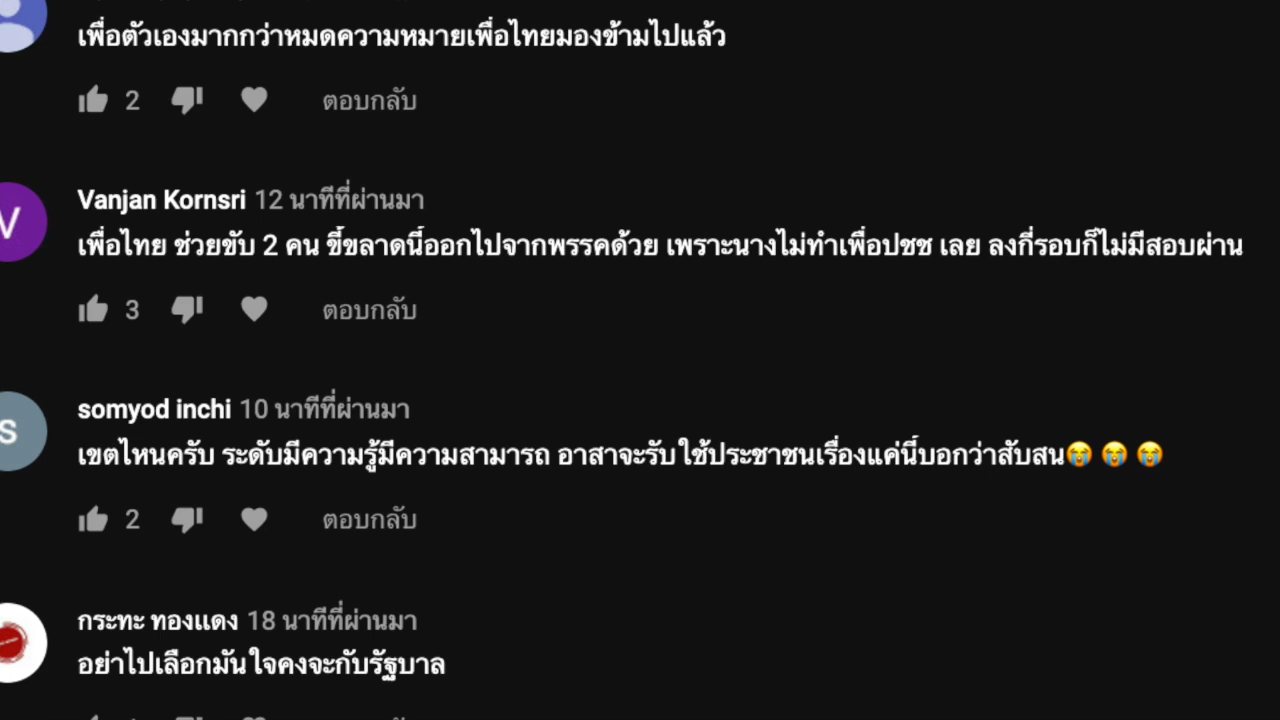 เพื่อตัวเองมากกว่าหมดความหมายเพื่อไทยมองข้ามไปแล้ว
2 ตอบกลับ
V
Vanjan Kornsri 12 นาทีที่ผ่านมา
เพื่อไทย ช่วยขับ 2 คน ขี้ขลาดนี้ออกไปจากพรรคด้วย เพราะนางไม่ทำเพื่อปชช เลย ลงกี่รอบก็ไม่มีสอบผ่าน
3 ตอบกลับ
S
somyod inchi 10 นาทีที่ผ่านมา
เขตไหนครับ ระดับมีความรู้มีความสามารถ อาสาจะรับใช้ประชาชนเรื่องแค่นี้บอกว่าสับสน😭 😭 😭
2 ตอบกลับ
กระทะ ทองแดง 18 นาทีที่ผ่านมา
อย่าไปเลือกมันใจคงจะกับรัฐบาล